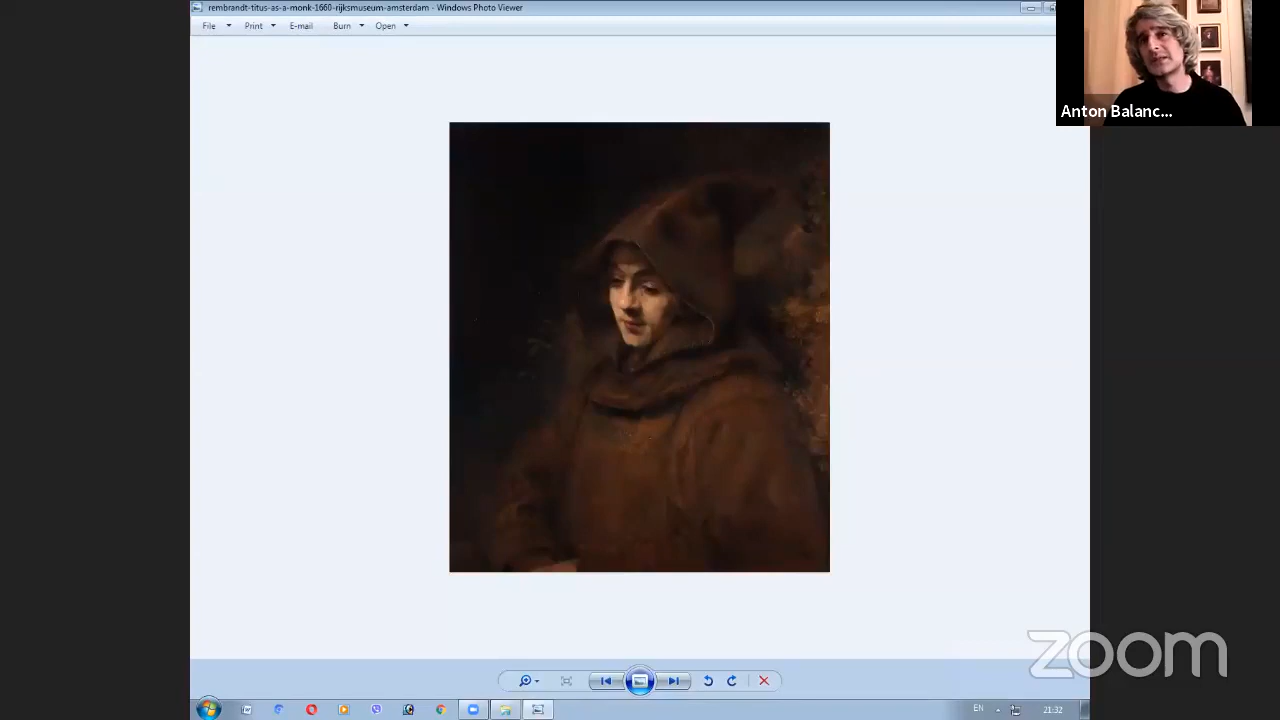 rembrandt-titus-as-a-monk-1660-rijksmuseum-amsterdam - Windows Photo Viewer
File Print E-mail Burn Open
Anton Balanc...
zoom
EN 21:32